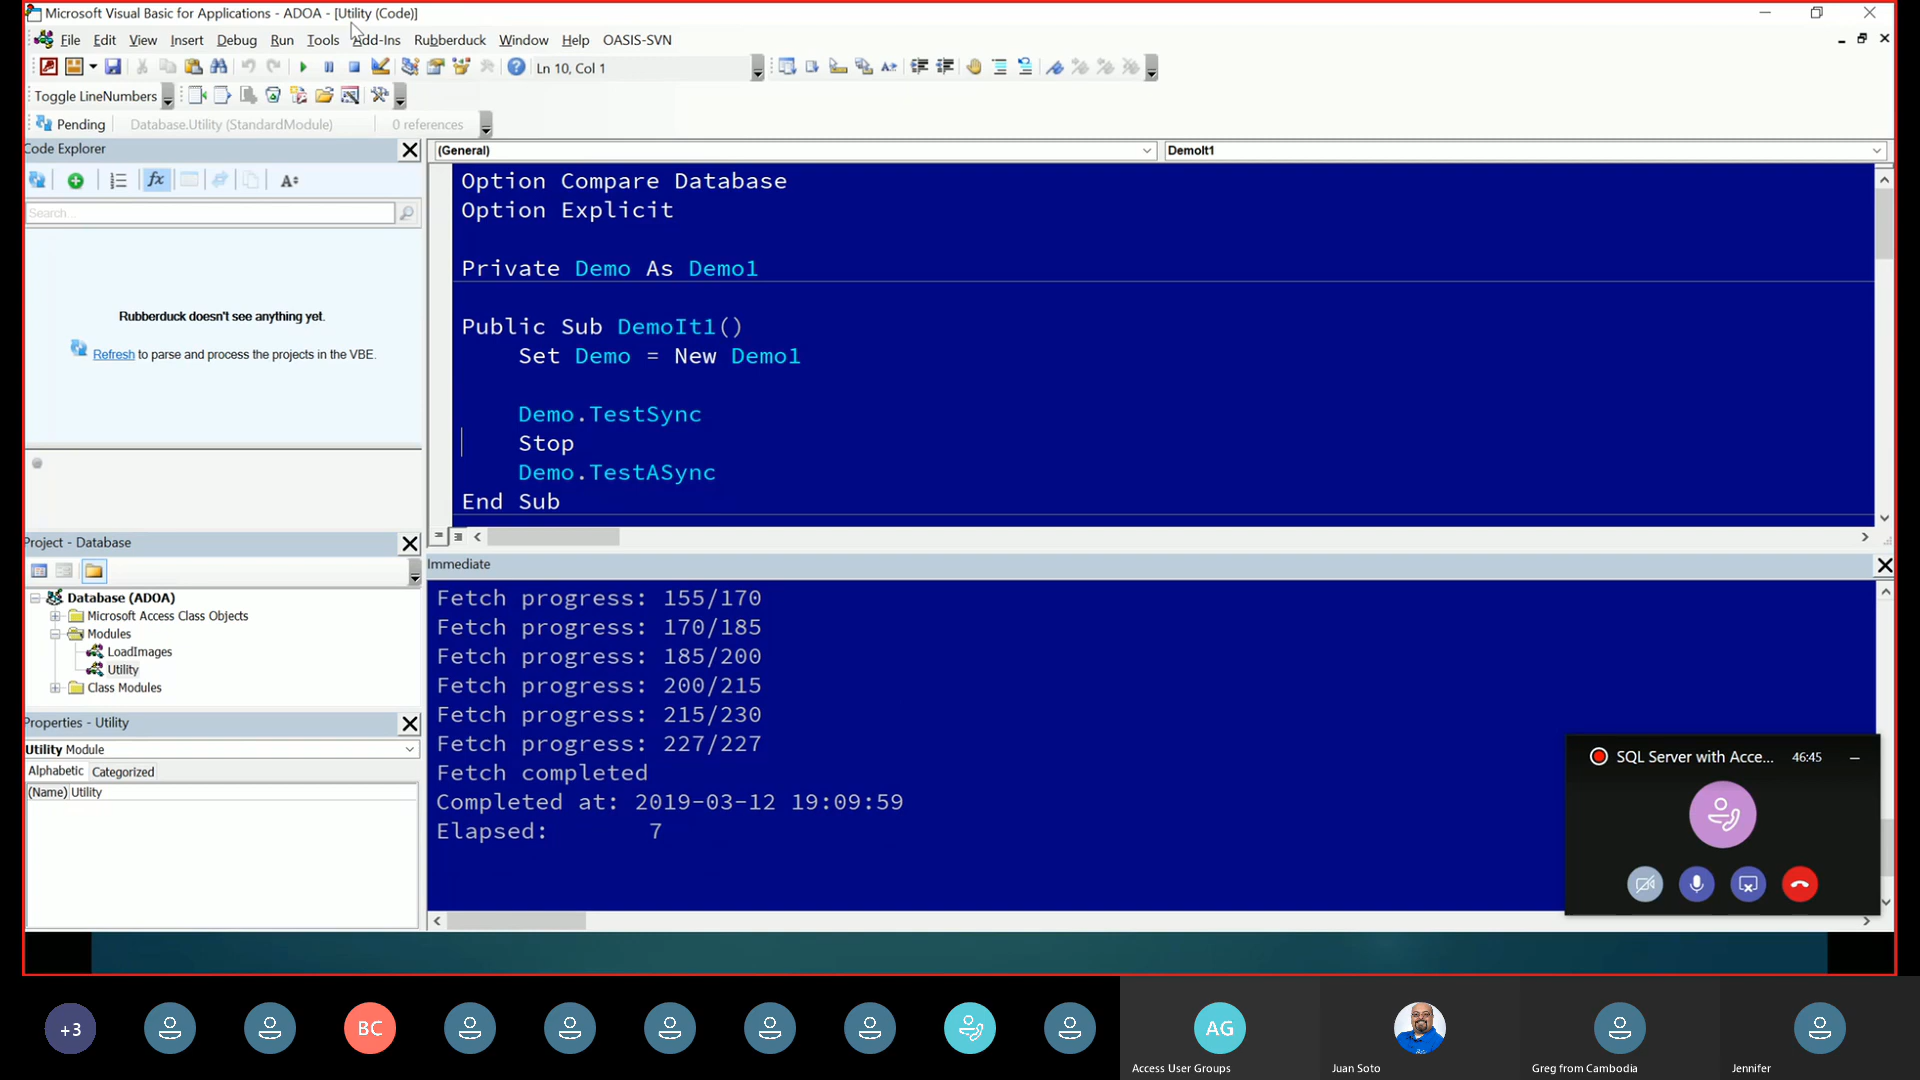 Microsoft Visual Basic for Applications - ADOA - [Utility (Code)]
File Edit View Insert Debug Run Tools Add-Ins Rubberduck Window Help OASIS-SVN
Ln 10, Col 1
Toggle LineNumbers
Pending Database.Utility (StandardModule) 0 references
Code Explorer
(General)
DemoIt1
Search...
Rubberduck doesn't see anything yet.
Refresh to parse and process the projects in the VBE.
Option Compare Database
Option Explicit
Private Demo As Demo1
Public Sub DemoIt1()
Set Demo = New Demo1
Demo.TestSync
Stop
Demo.TestASync
End Sub
Project - Database
Database (ADOA)
Microsoft Access Class Objects
Modules
LoadImages
Utility
Class Modules
Properties - Utility
Utility Module
Alphabetic Categorized
(Name) Utility
Immediate
Fetch progress: 155/170
Fetch progress: 170/185
Fetch progress: 185/200
Fetch progress: 200/215
Fetch progress: 215/230
Fetch progress: 227/227
Fetch completed
Completed at: 2019-03-12 19:09:59
Elapsed: 7
SQL Server with Acce... 46:45
+3
BC
AG
Access User Groups
Juan Soto
Greg from Cambodia
Jennifer